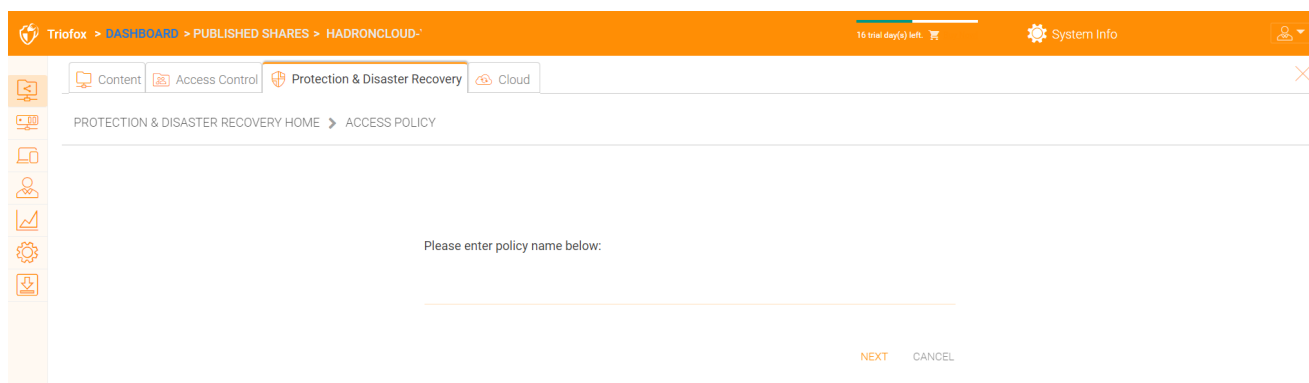 Triofox > DASHBOARD > PUBLISHED SHARES > HADRONCLOUD-
16 trial day(s) left.
System Info
Content
Access Control
Protection & Disaster Recovery
Cloud
PROTECTION & DISASTER RECOVERY HOME > ACCESS POLICY
Please enter policy name below:
NEXT CANCEL